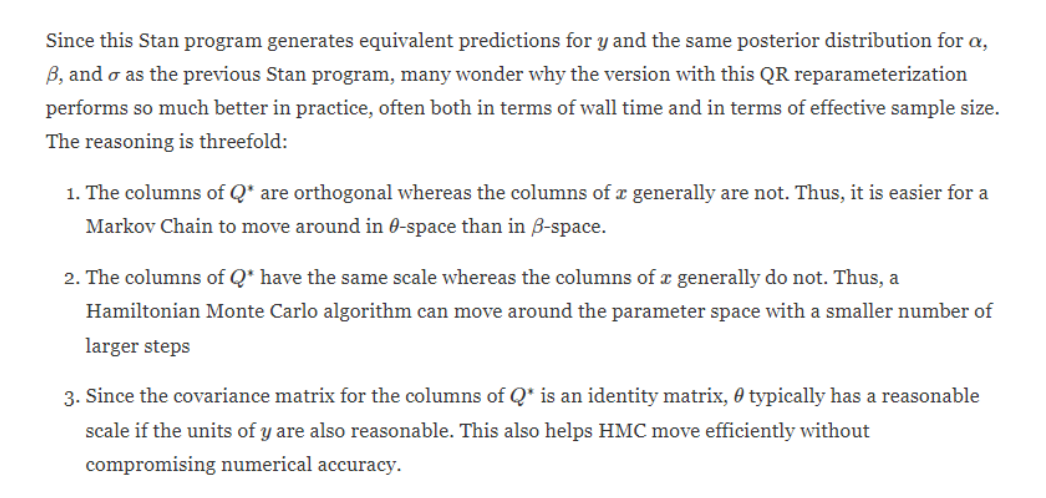 Since this Stan program generates equivalent predictions for y and the same posterior distribution for α,
β, and σ as the previous Stan program, many wonder why the version with this QR reparameterization
performs so much better in practice, often both in terms of wall time and in terms of effective sample size.
The reasoning is threefold:
1. The columns of Q* are orthogonal whereas the columns of x generally are not. Thus, it is easier for a
Markov Chain to move around in θ-space than in β-space.
2. The columns of Q* have the same scale whereas the columns of x generally do not. Thus, a
Hamiltonian Monte Carlo algorithm can move around the parameter space with a smaller number of
larger steps
3. Since the covariance matrix for the columns of Q* is an identity matrix, θ typically has a reasonable
scale if the units of y are also reasonable. This also helps HMC move efficiently without
compromising numerical accuracy.